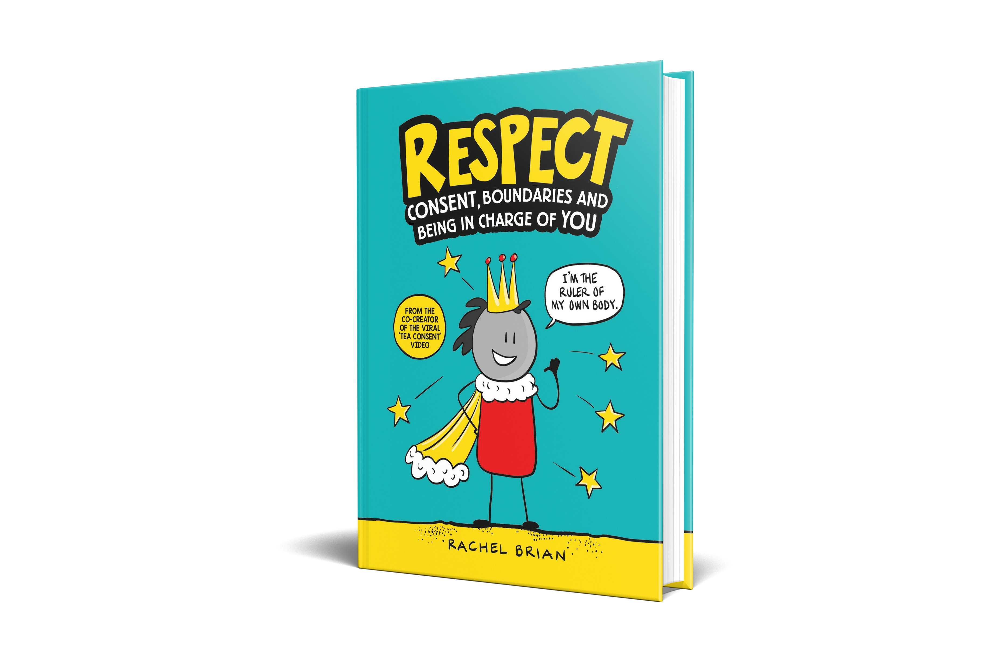 RESPECT
CONSENT, BOUNDARIES AND
BEING IN CHARGE OF YOU
I'M THE
RULER OF
MY OWN BODY.
FROM THE
CO-CREATOR
OF THE VIRAL
'TEA CONSENT'
VIDEO
RACHEL BRIAN